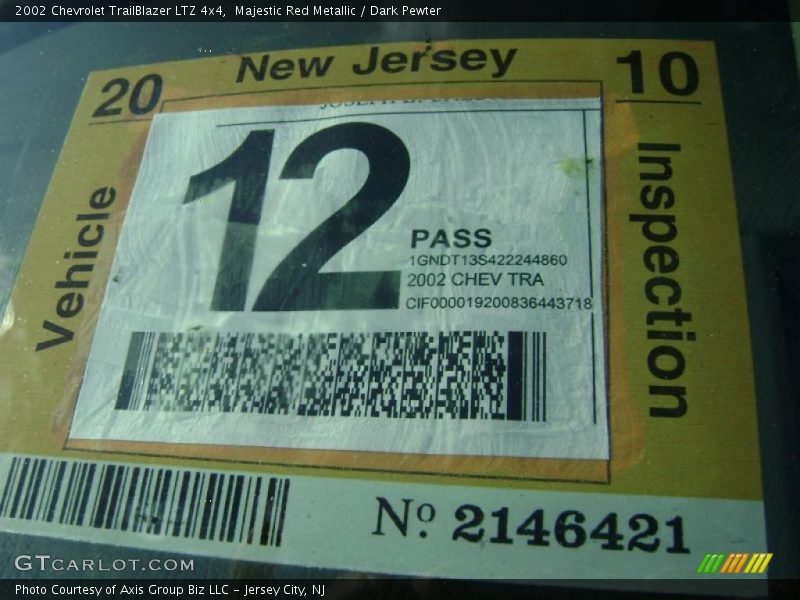 2002 Chevrolet TrailBlazer LTZ 4x4, Majestic Red Metallic / Dark Pewter
20 New Jersey 10
Vehicle
Inspection
12
PASS
1GNDT13S422244860
2002 CHEV TRA
CIF000019200836443718
Nº. 2146421
GTCARLOT.COM
Photo Courtesy of Axis Group Biz LLC - Jersey City, NJ